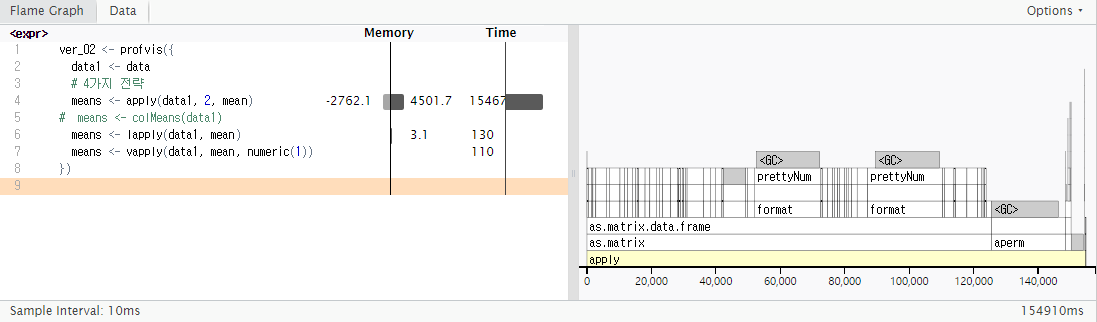 Flame Graph Data Options
<expr> Memory Time
1 ver_02 <- profvis({
2 data1 <- data
3 # 4가지 전략
4 means <- apply(data1, 2, mean) -2762.1 4501.7 15467
5 # means <- colMeans(data1)
6 means <- lapply(data1, mean) 3.1 130
7 means <- vapply(data1, mean, numeric(1)) 110
8 })
9
<GC> <GC>
prettyNum prettyNum
format format <GC>
as.matrix.data.frame
as.matrix aperm
apply
0 20,000 40,000 60,000 80,000 100,000 120,000 140,000
Sample Interval: 10ms 154910ms